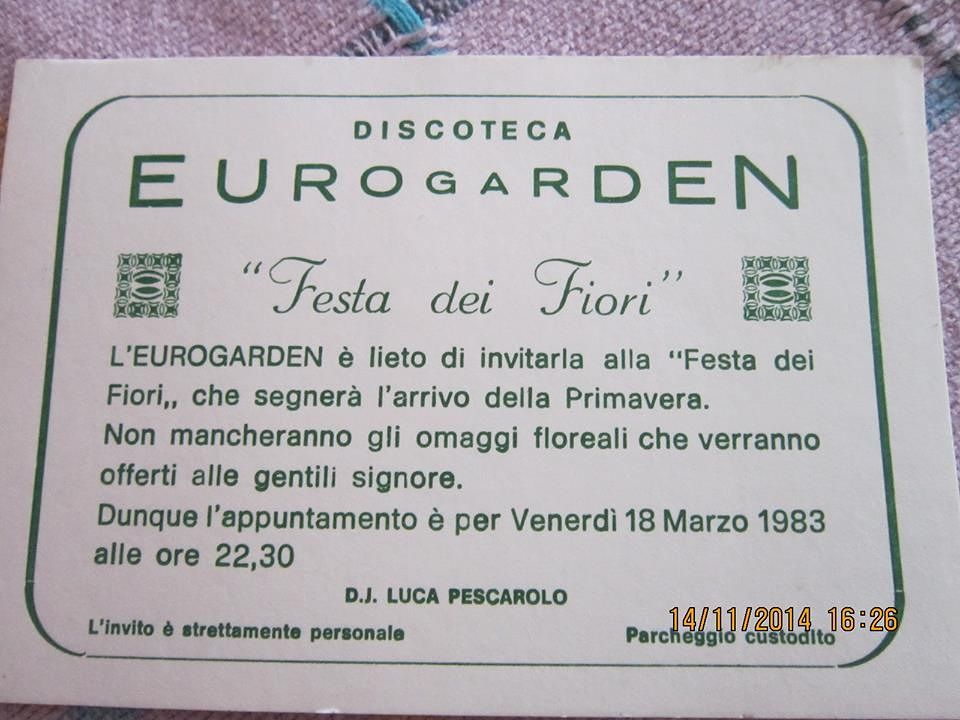 DISCOTECA
EUROGARDEN
“Festa dei Fiori”
L'EUROGARDEN è lieto di invitarla alla “Festa dei
Fiori„ che segnerà l'arrivo della Primavera.
Non mancheranno gli omaggi floreali che verranno
offerti alle gentili signore.
Dunque l'appuntamento è per Venerdì 18 Marzo 1983
alle ore 22,30
D.J. LUCA PESCAROLO
L'invito è strettamente personale
Parcheggio custodito
14/11/2014 16:26